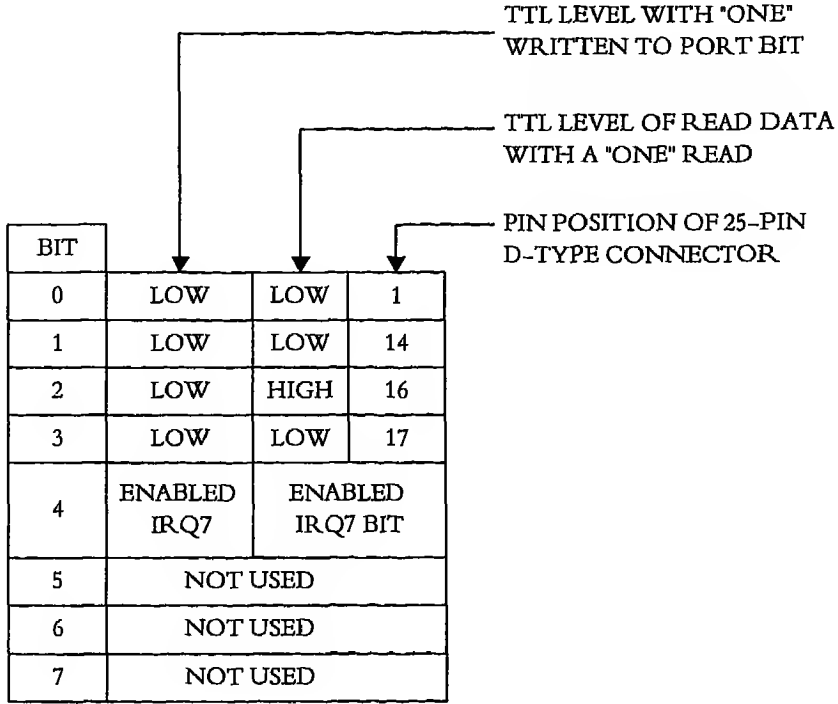 TTL LEVEL WITH "ONE"
WRITTEN TO PORT BIT
TTL LEVEL OF READ DATA
WITH A "ONE" READ
PIN POSITION OF 25-PIN
D-TYPE CONNECTOR
BIT
0 LOW LOW 1
1 LOW LOW 14
2 LOW HIGH 16
3 LOW LOW 17
4 ENABLED IRQ7 ENABLED IRQ7 BIT
5 NOT USED
6 NOT USED
7 NOT USED